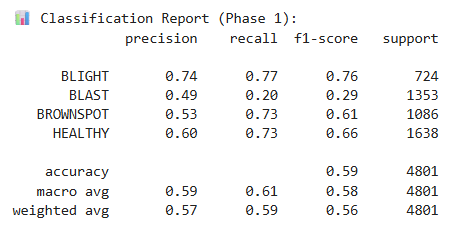 📊 Classification Report (Phase 1):
precision recall f1-score support
BLIGHT 0.74 0.77 0.76 724
BLAST 0.49 0.20 0.29 1353
BROWNSPOT 0.53 0.73 0.61 1086
HEALTHY 0.60 0.73 0.66 1638
accuracy 0.59 4801
macro avg 0.59 0.61 0.58 4801
weighted avg 0.57 0.59 0.56 4801